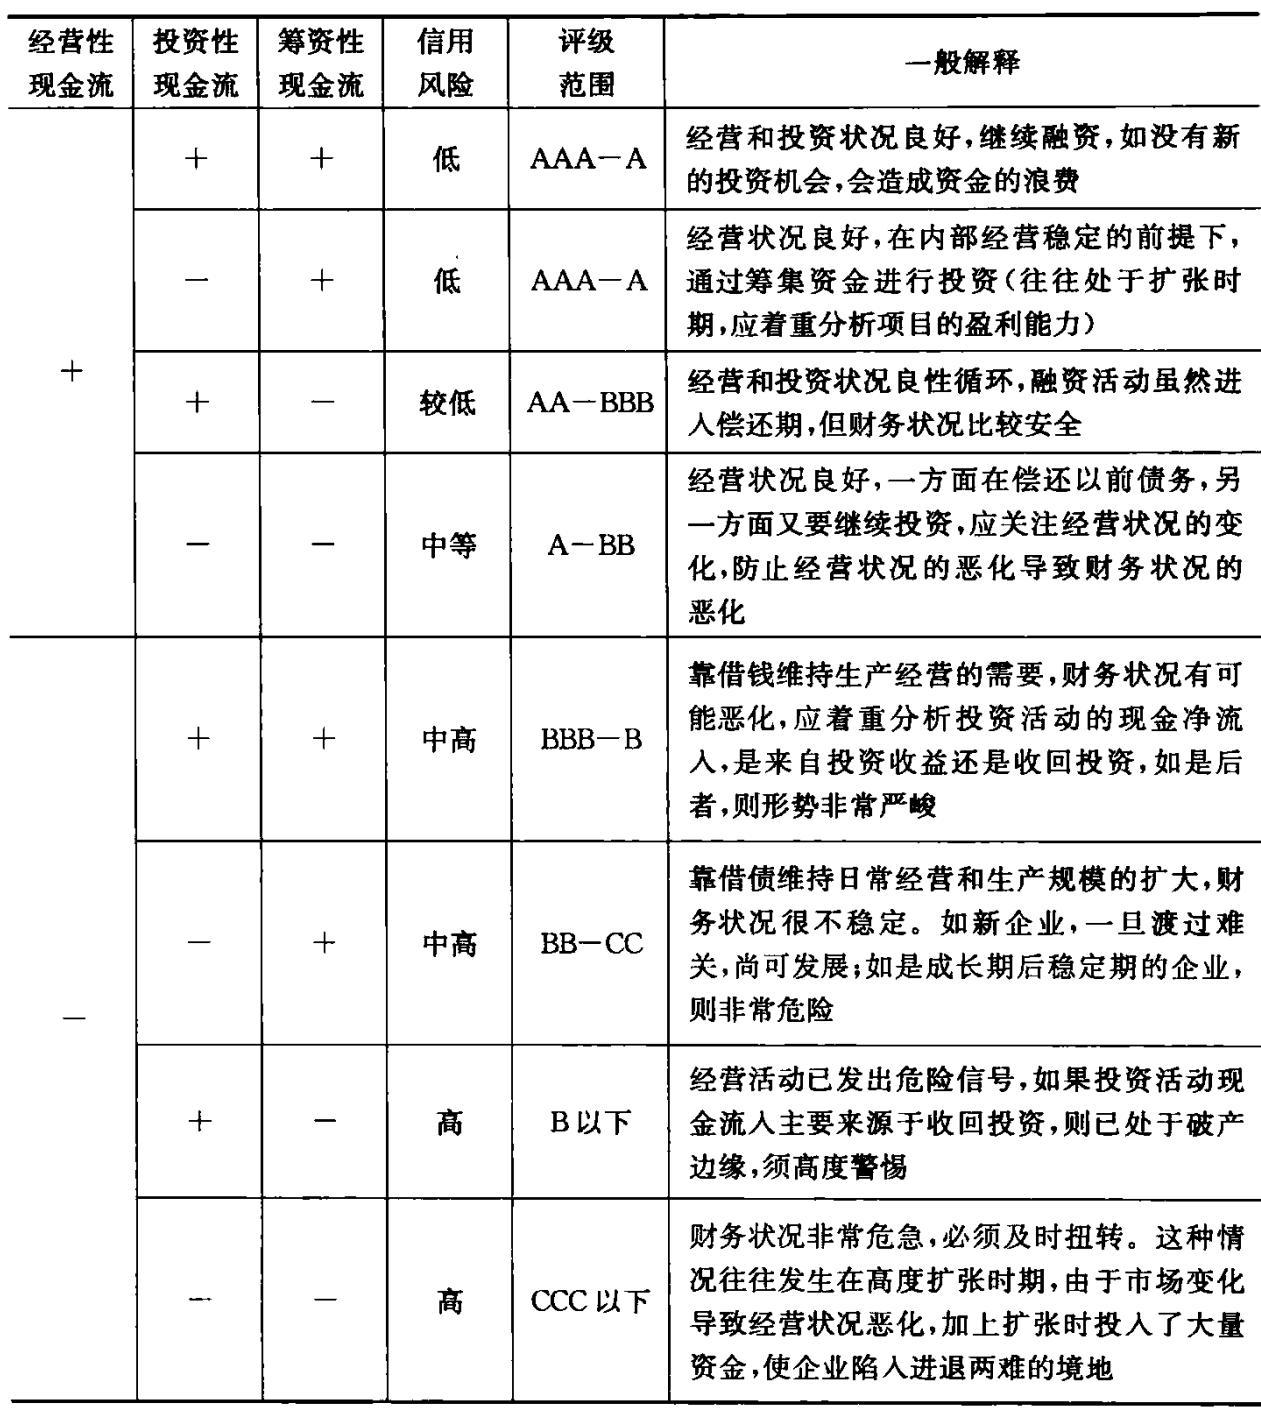 经营性 投资性 筹资性 信用 评级 一般解释
现金流 现金流 现金流 风险 范围
+
+ + 低 AAA－A
经营和投资状况良好，继续融资，如没有新
的投资机会，会造成资金的浪费
－ + 低 AAA－A
经营状况良好，在内部经营稳定的前提下，
通过筹集资金进行投资（往往处于扩张时
期，应着重分析项目的盈利能力）
+ － 较低 AA－BBB
经营和投资状况良性循环，融资活动虽然进
入偿还期，但财务状况比较安全
－ － 中等 A－BB
经营状况良好，一方面在偿还以前债务，另
一方面又要继续投资，应关注经营状况的变
化，防止经营状况的恶化导致财务状况的
恶化
－
+ + 中高 BBB－B
靠借钱维持生产经营的需要，财务状况有可
能恶化，应着重分析投资活动的现金净流
入，是来自投资收益还是收回投资，如是后
者，则形势非常严峻
－ + 中高 BB－CC
靠借债维持日常经营和生产规模的扩大，财
务状况很不稳定。如新企业，一旦渡过难
关，尚可发展；如是成长期后稳定期的企业，
则非常危险
+ － 高 B以下
经营活动已发出危险信号，如果投资活动现
金流入主要来源于收回投资，则已处于破产
边缘，须高度警惕
－ － 高 CCC以下
财务状况非常危急，必须及时扭转。这种情
况往往发生在高度扩张时期，由于市场变化
导致经营状况恶化，加上扩张时投入了大量
资金，使企业陷入进退两难的境地